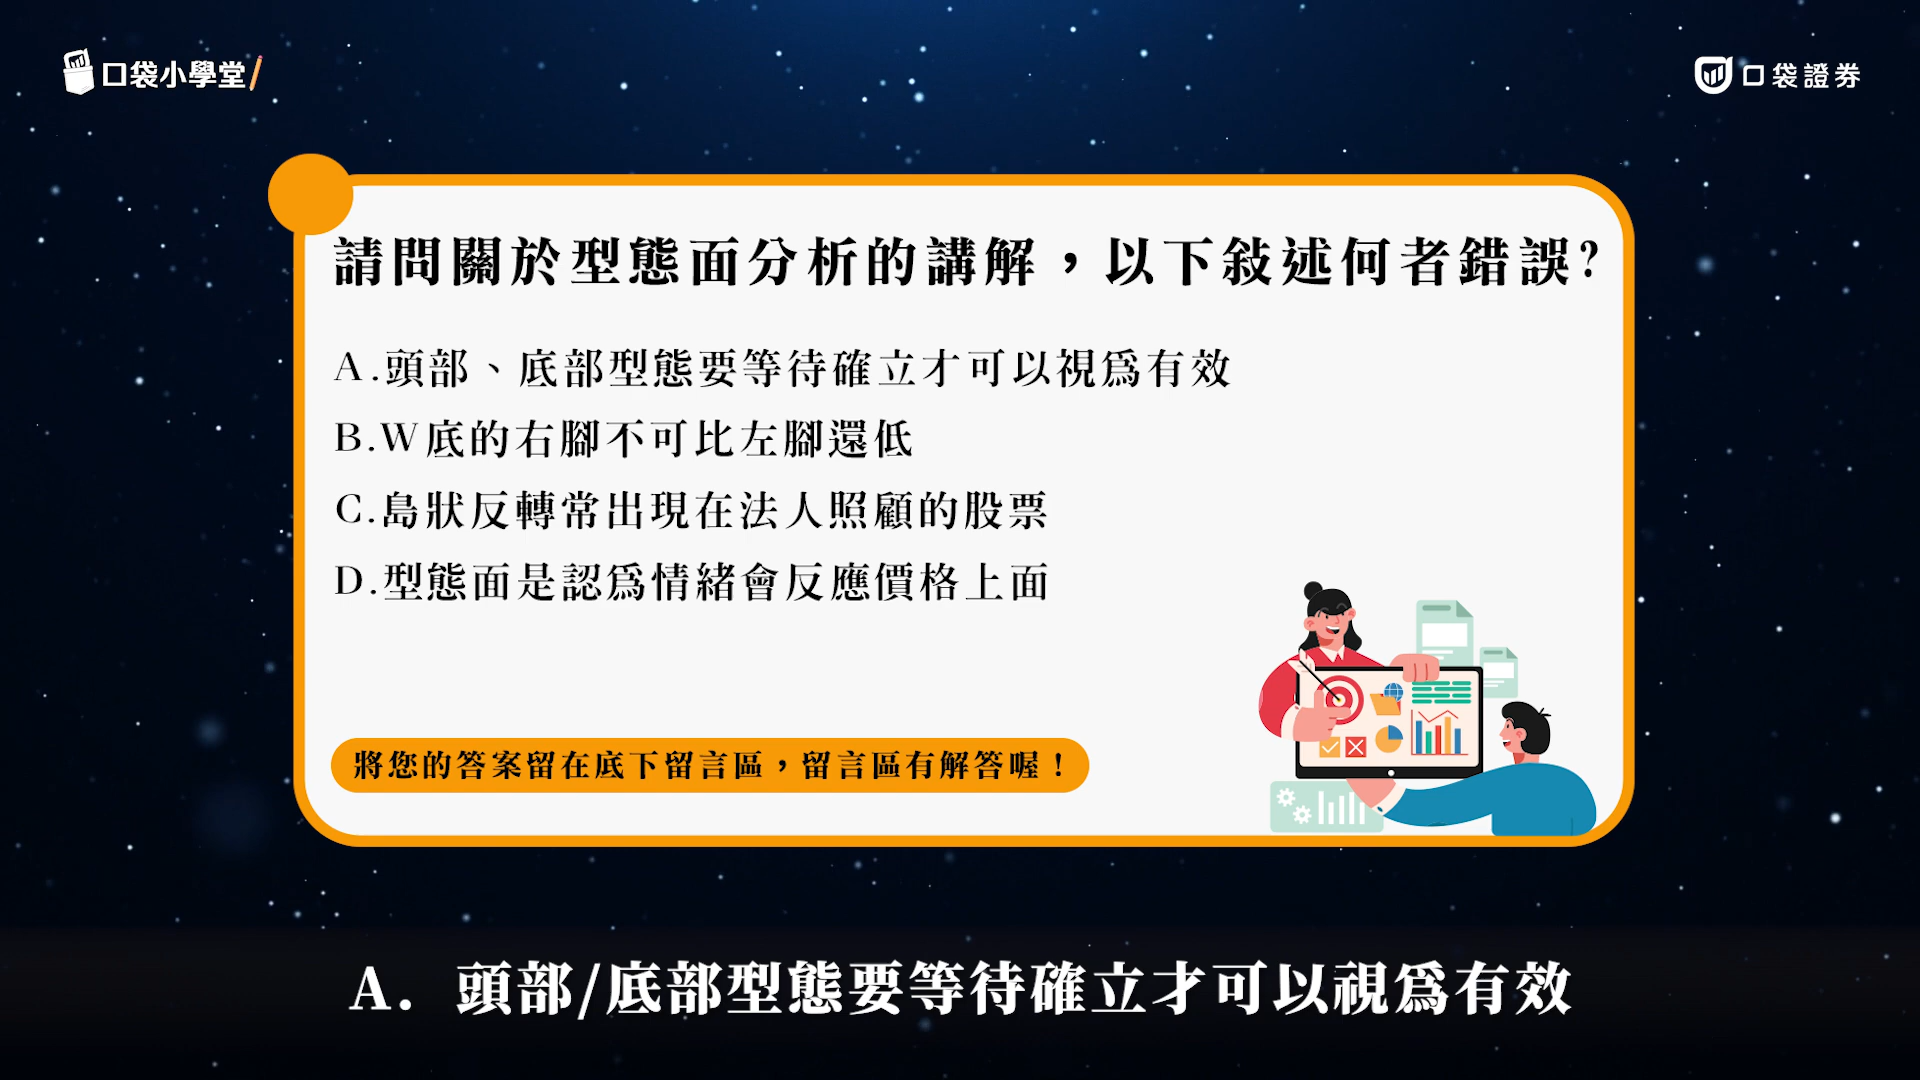 口袋小學堂
口袋證券
請問關於型態面分析的講解，以下敍述何者錯誤?
A.頭部、底部型態要等待確立才可以視爲有效
B.W底的右腳不可比左腳還低
C.島狀反轉常出現在法人照顧的股票
D.型態面是認爲情緒會反應價格上面
將您的答案留在底下留言區，留言區有解答喔！
A. 頭部/底部型態要等待確立才可以視爲有效